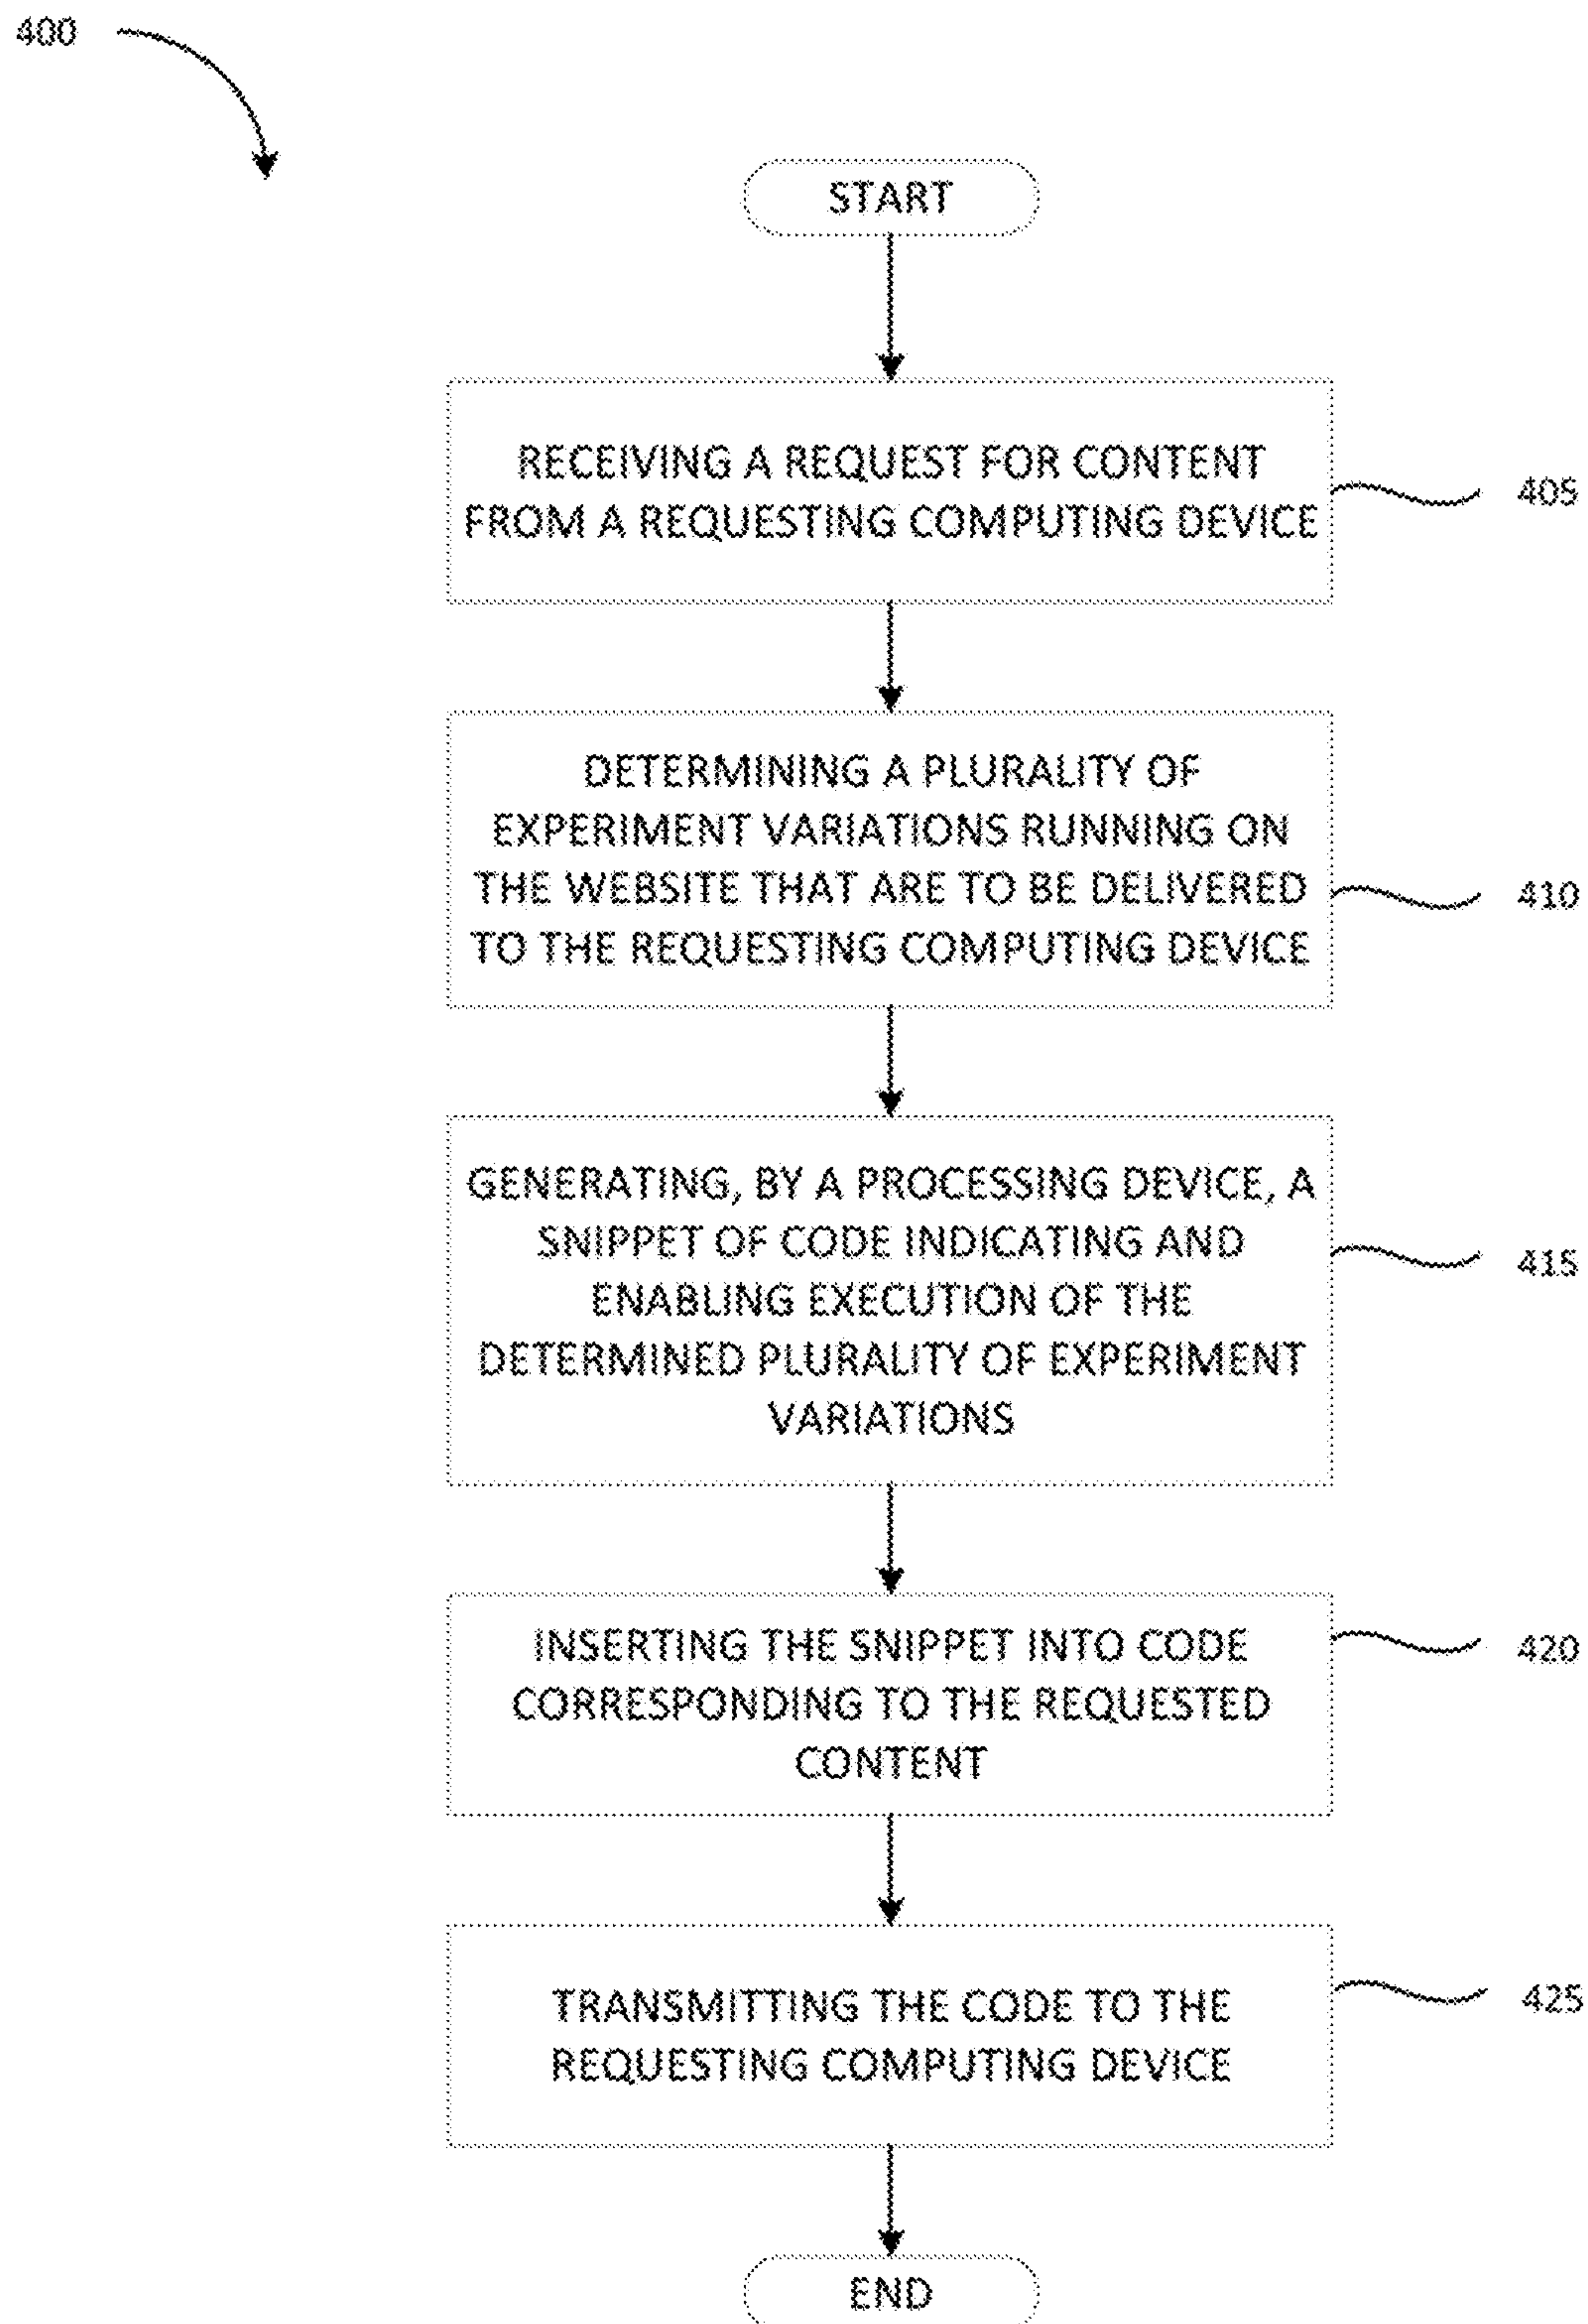 400
START
RECEIVING A REQUEST FOR CONTENT
FROM A REQUESTING COMPUTING DEVICE
405
DETERMINING A PLURALITY OF
EXPERIMENT VARIATIONS RUNNING ON
THE WEBSITE THAT ARE TO BE DELIVERED
TO THE REQUESTING COMPUTING DEVICE
410
GENERATING, BY A PROCESSING DEVICE, A
SNIPPET OF CODE INDICATING AND
ENABLING EXECUTION OF THE
DETERMINED PLURALITY OF EXPERIMENT
VARIATIONS
415
INSERTING THE SNIPPET INTO CODE
CORRESPONDING TO THE REQUESTED
CONTENT
420
TRANSMITTING THE CODE TO THE
REQUESTING COMPUTING DEVICE
425
END